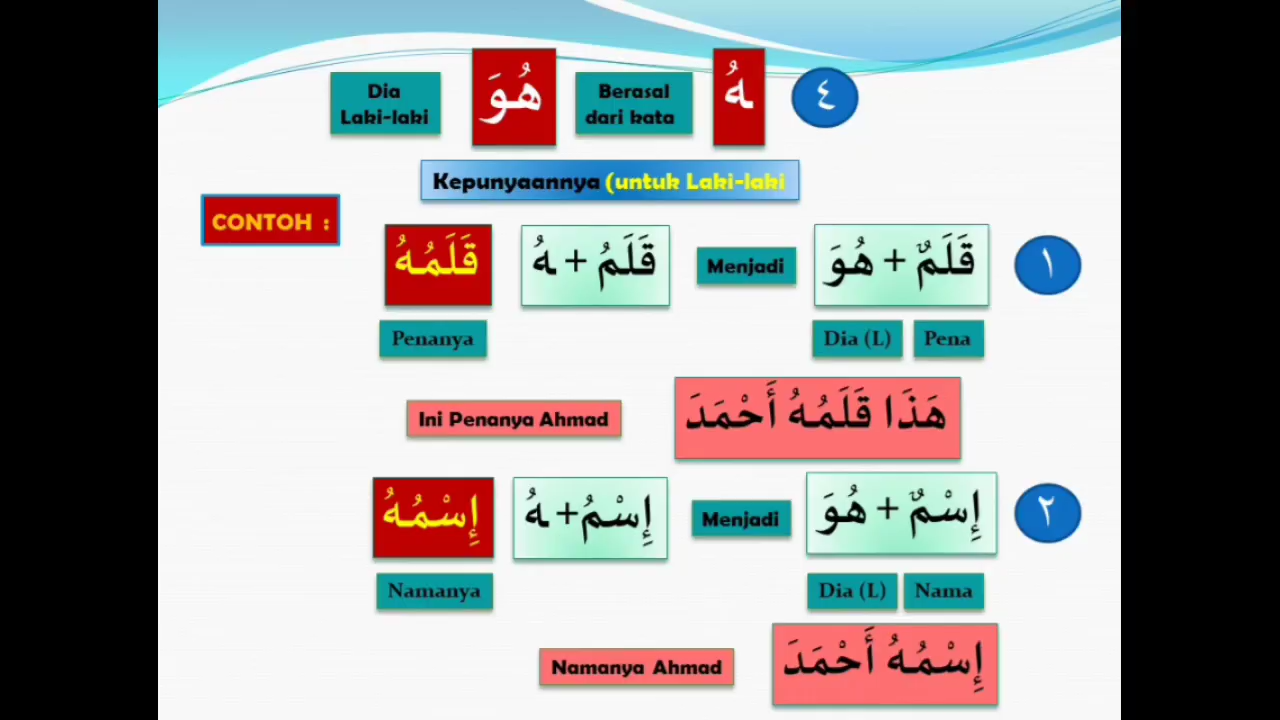 ٤ هُ Berasal dari kata هُوَ Dia Laki-laki
Kepunyaannya (untuk Laki-laki
CONTOH :
١ قَلَمٌ + هُوَ Menjadi قَلَمُ + هُ قَلَمُهُ
Pena Dia (L) Penanya
هَذَا قَلَمُهُ أَحْمَدَ Ini Penanya Ahmad
٢ إِسْمٌ + هُوَ Menjadi إِسْمُ + هُ إِسْمُهُ
Nama Dia (L) Namanya
إِسْمُهُ أَحْمَدَ Namanya Ahmad